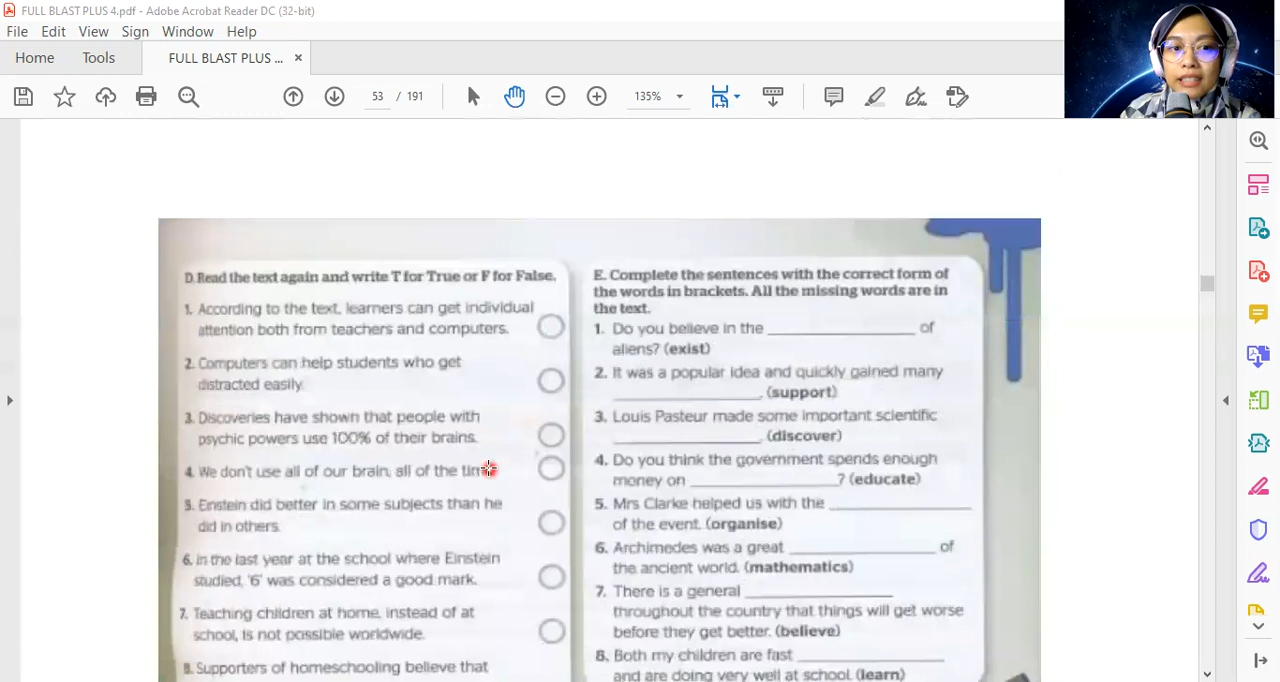 FULL BLAST PLUS 4.pdf - Adobe Acrobat Reader DC (32-bit)
File Edit View Sign Window Help
Home Tools FULL BLAST PLUS ... ×
53 / 191 135%
D. Read the text again and write T for True or F for False.
1. According to the text, learners can get individual
attention both from teachers and computers.
2. Computers can help students who get
distracted easily.
3. Discoveries have shown that people with
psychic powers use 100% of their brains.
4. We don't use all of our brain, all of the
5. Einstein did better in some subjects than he
did in others.
6. In the last year at the school where Einstein
studied, '6' was considered a good mark.
7. Teaching children at home, instead of at
school, is not possible worldwide.
8. Supporters of homeschooling believe that
E. Complete the sentences with the correct form of
the words in brackets. All the missing words are in
the text.
1. Do you believe in the ______________ of
aliens? (exist)
2. It was a popular idea and quickly gained many
______________. (support)
3. Louis Pasteur made some important scientific
______________. (discover)
4. Do you think the government spends enough
money on ______________? (educate)
5. Mrs Clarke helped us with the ______________
of the event. (organise)
6. Archimedes was a great ______________ of
the ancient world. (mathematics)
7. There is a general ______________
throughout the country that things will get worse
before they get better. (believe)
8. Both my children are fast ______________
and are doing very well at school. (learn)